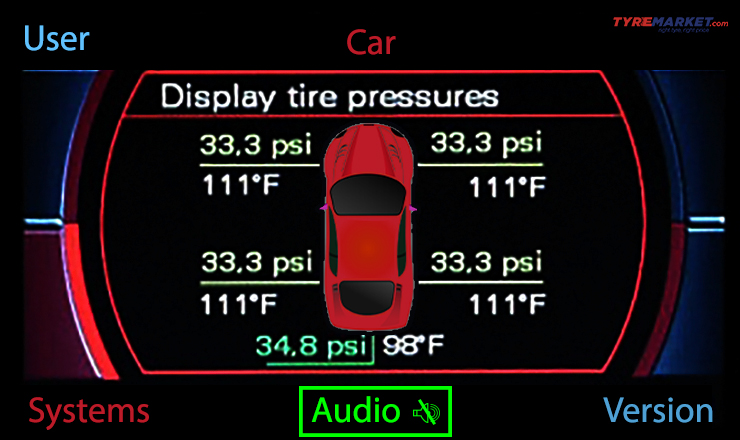 User
Car
TYREMARKET.com
right tyre, right price
Display tire pressures
33.3 psi 33.3 psi
111°F 111°F
33.3 psi 33.3 psi
111°F 111°F
34.8 psi 98°F
Systems Audio Version